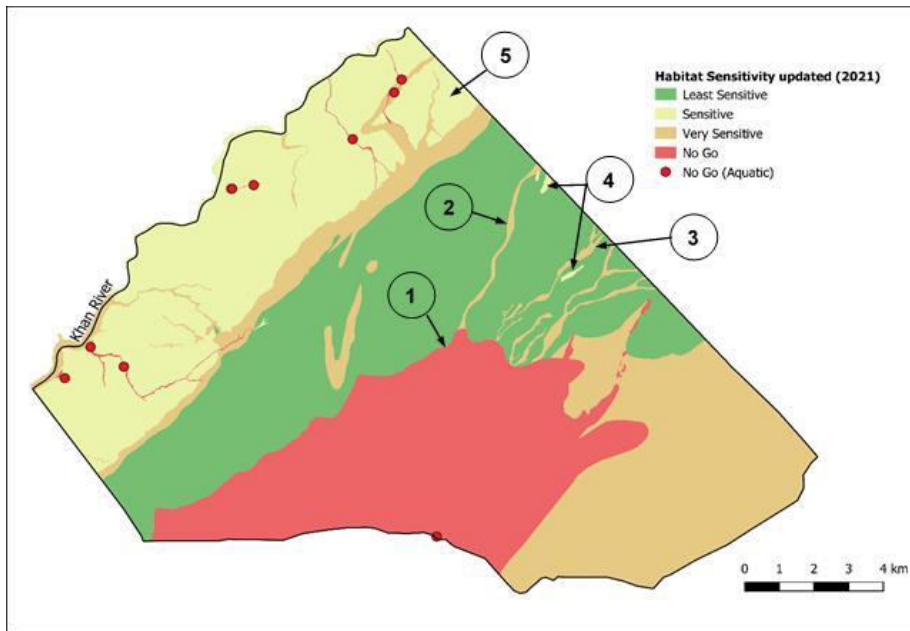 5
Habitat Sensitivity updated (2021)
Least Sensitive
Sensitive
Very Sensitive
No Go
No Go (Aquatic)
4
2
3
1
Khan River
0 1 2 3 4 km